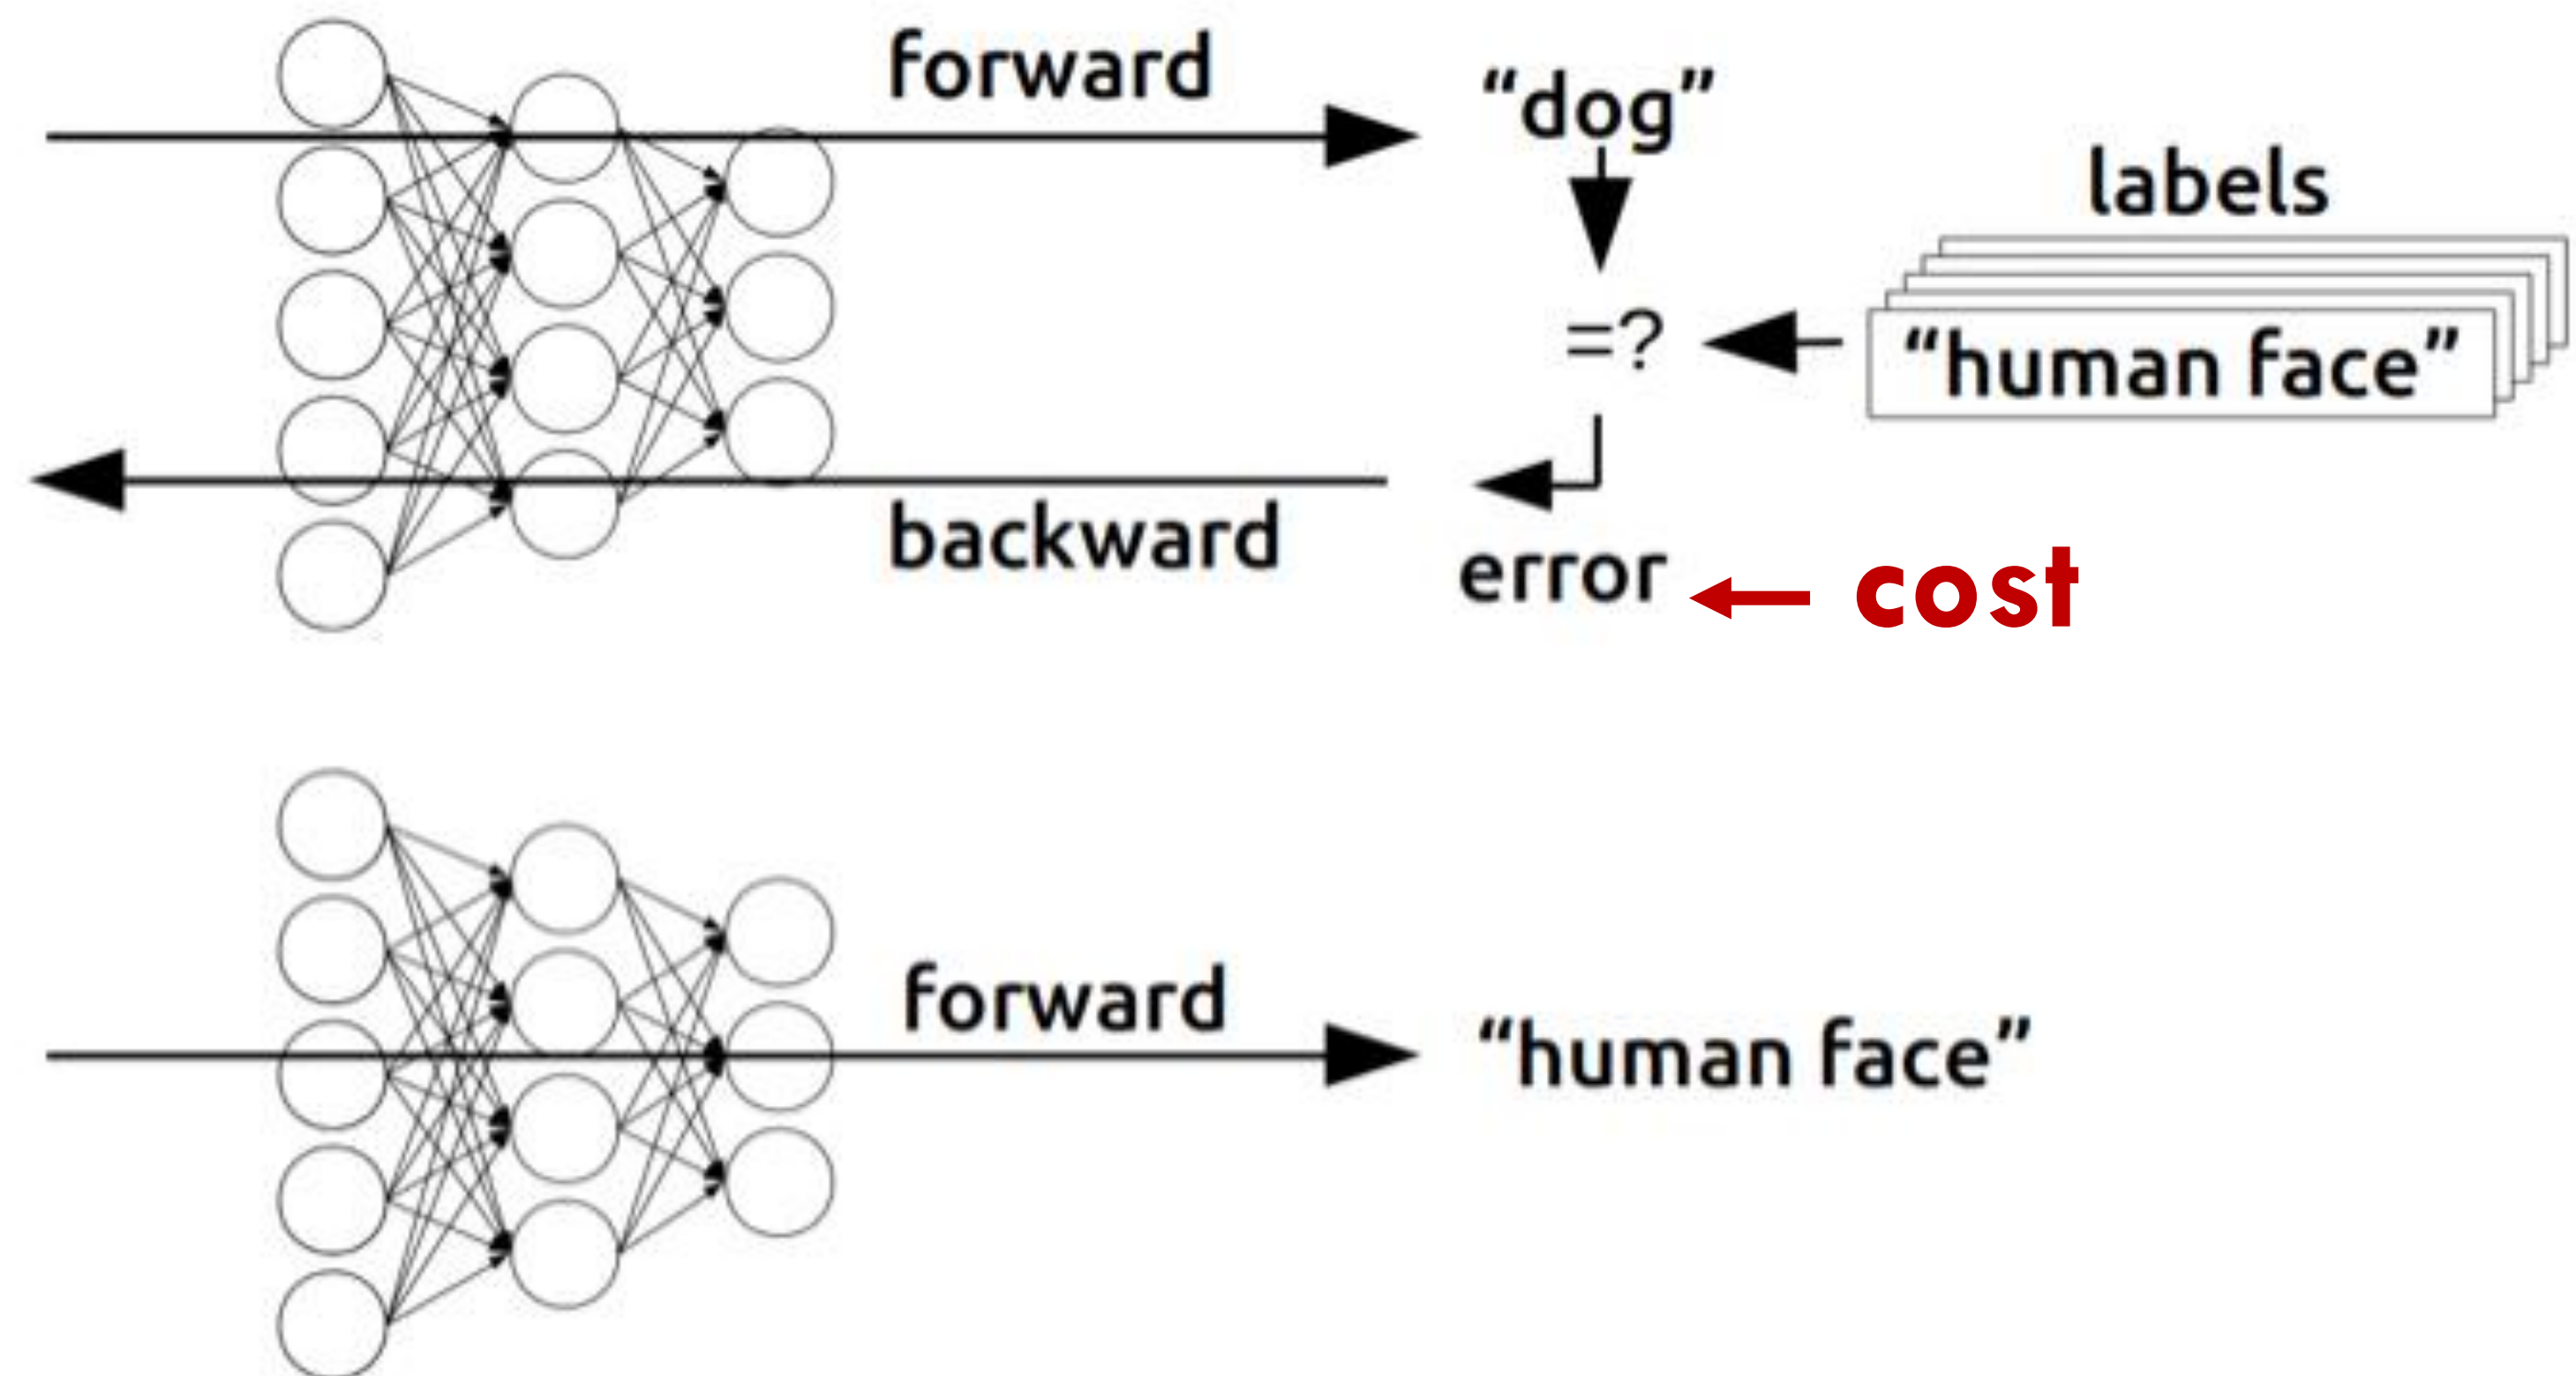 forward
“dog”
labels
=?
“human face”
backward
error
cost
forward
“human face”